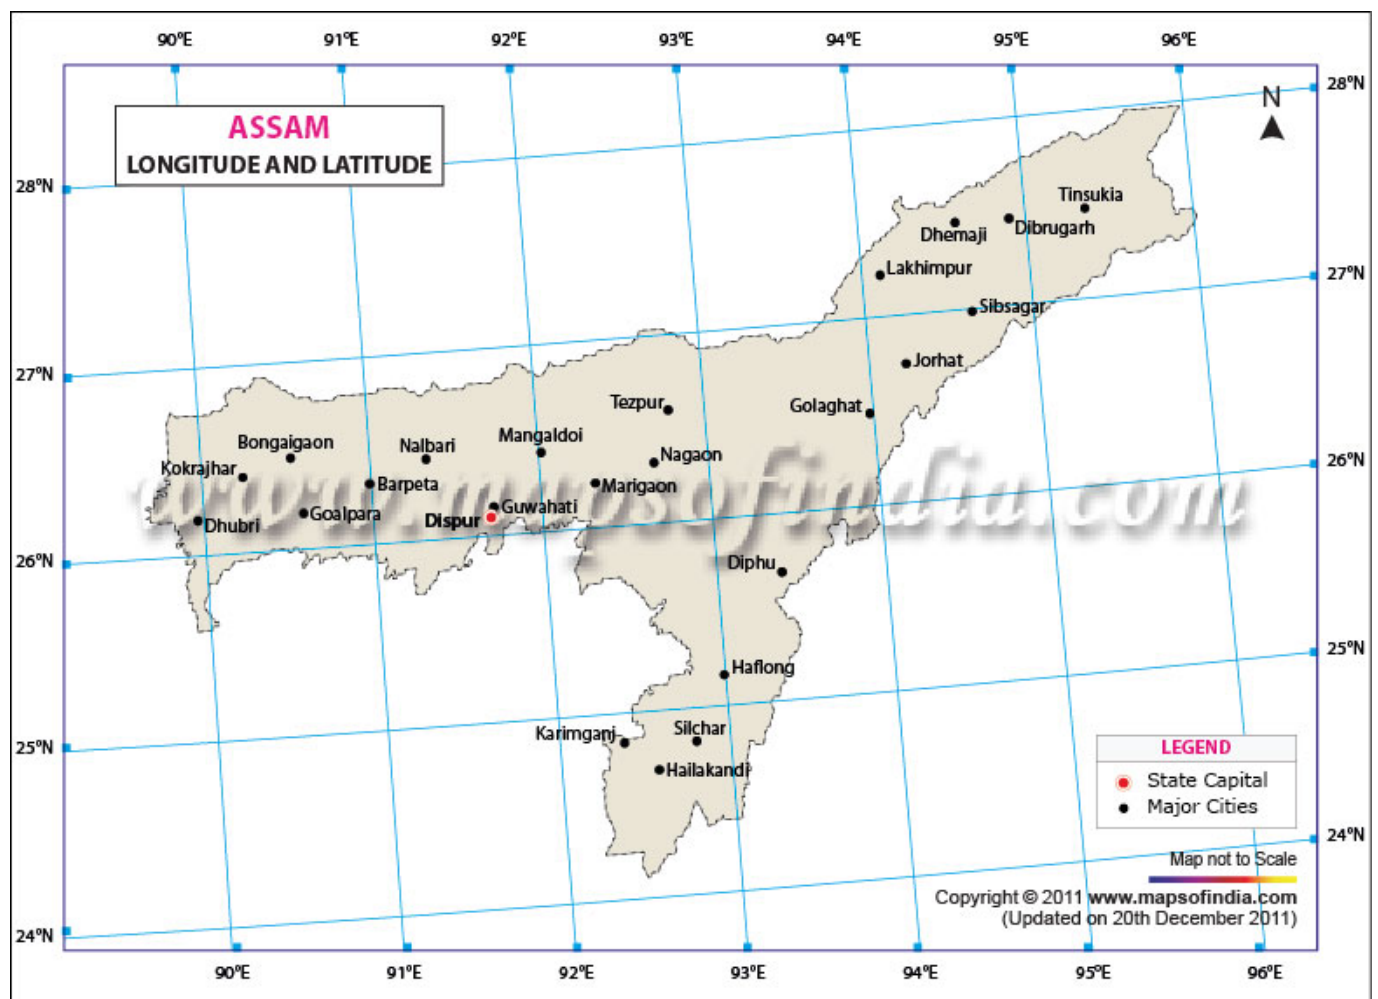 90°E 91°E 92°E 93°E 94°E 95°E 96°E
28°N
N
ASSAM
LONGITUDE AND LATITUDE
28°N
Tinsukia
Dhemaji
Dibrugarh
Lakhimpur
27°N
Sibsagar
Jorhat
27°N
Tezpur
Golaghat
Bongaigaon
Nalbari
Mangaldoi
Nagaon
26°N
Kokrajhar
Barpeta
Marigaon
www.mapsofindia.com
Dhubri
Goalpara
Dispur
Guwahati
26°N
Diphu
25°N
Haflong
Karimganj
Silchar
25°N
Hailakandi
LEGEND
State Capital
Major Cities
24°N
Map not to Scale
Copyright © 2011 www.mapsofindia.com
(Updated on 20th December 2011)
24°N
90°E 91°E 92°E 93°E 94°E 95°E 96°E